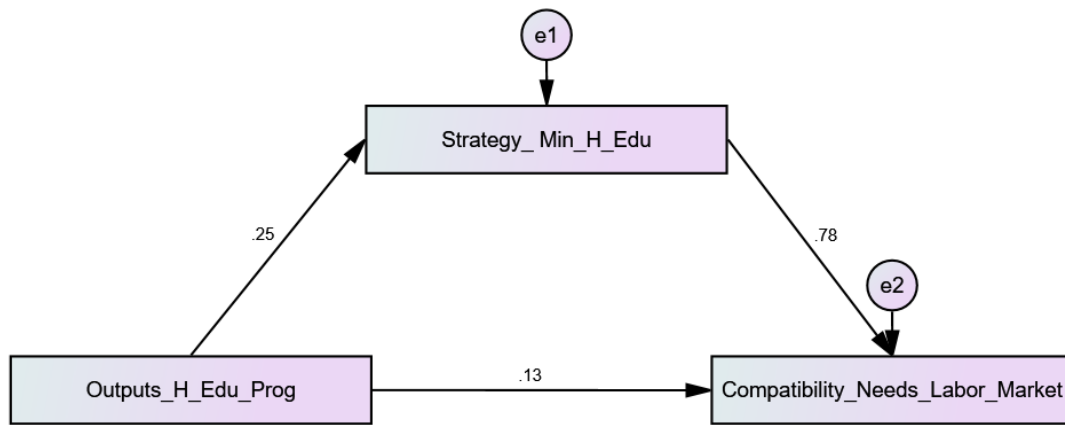 e1
Strategy_ Min_H_Edu
.25
.78
e2
Outputs_H_Edu_Prog
.13
Compatibility_Needs_Labor_Market